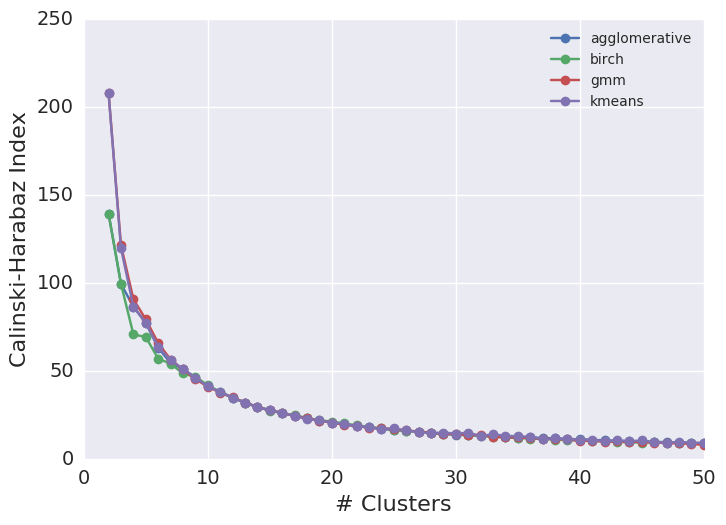 250
200
150
100
50
0
Calinski-Harabaz Index
agglomerative
birch
gmm
kmeans
0 10 20 30 40 50
# Clusters